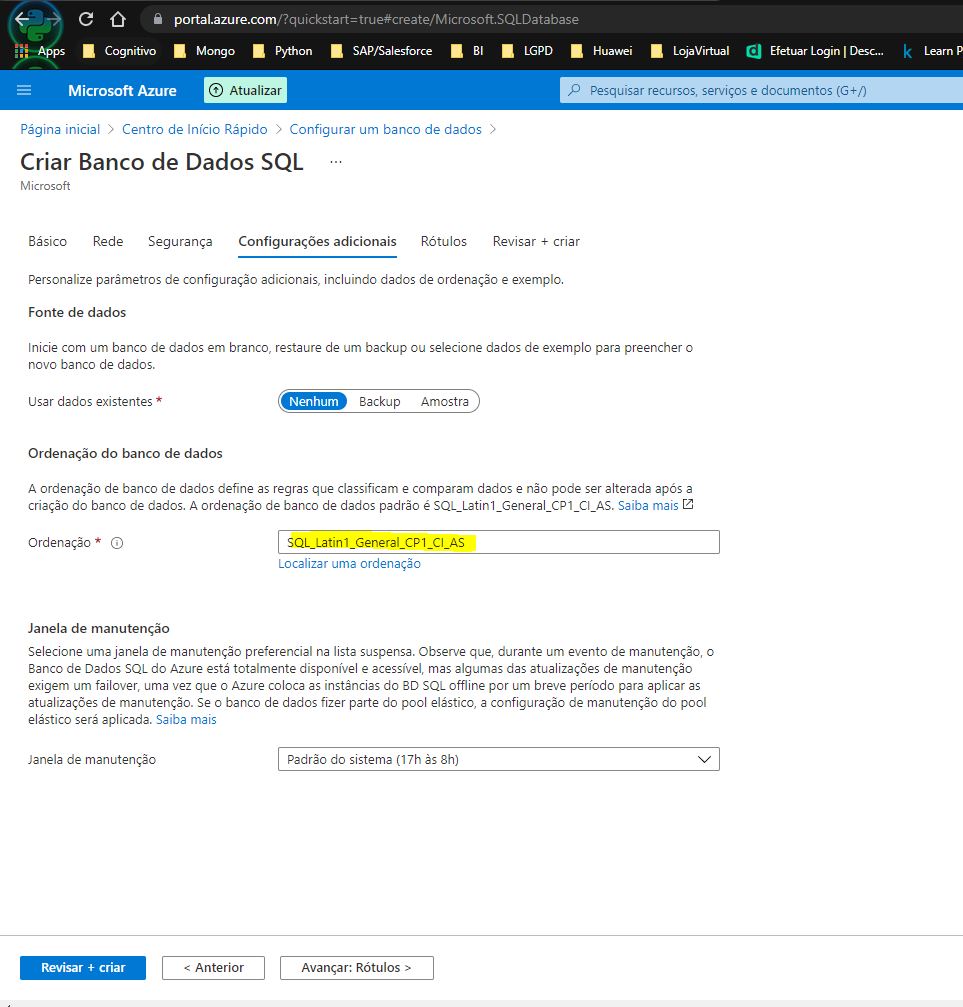 portal.azure.com/?quickstart=true#create/Microsoft.SQLDatabase
Apps Cognitivo Mongo Python SAP/Salesforce BI LGPD Huawei LojaVirtual Efetuar Login | Desc... Learn P
Microsoft Azure Atualizar Pesquisar recursos, serviços e documentos (G+/)
Página inicial > Centro de Início Rápido > Configurar um banco de dados >
Criar Banco de Dados SQL ...
Microsoft
Básico Rede Segurança Configurações adicionais Rótulos Revisar + criar
Personalize parâmetros de configuração adicionais, incluindo dados de ordenação e exemplo.
Fonte de dados
Inicie com um banco de dados em branco, restaure de um backup ou selecione dados de exemplo para preencher o
novo banco de dados.
Usar dados existentes * Nenhum Backup Amostra
Ordenação do banco de dados
A ordenação de banco de dados define as regras que classificam e comparam dados e não pode ser alterada após a
criação do banco de dados. A ordenação de banco de dados padrão é SQL_Latin1_General_CP1_CI_AS. Saiba mais
Ordenação * SQL_Latin1_General_CP1_CI_AS
Localizar uma ordenação
Janela de manutenção
Selecione uma janela de manutenção preferencial na lista suspensa. Observe que, durante um evento de manutenção, o
Banco de Dados SQL do Azure está totalmente disponível e acessível, mas algumas das atualizações de manutenção
exigem um failover, uma vez que o Azure coloca as instâncias do BD SQL offline por um breve período para aplicar as
atualizações de manutenção. Se o banco de dados fizer parte do pool elástico, a configuração de manutenção do pool
elástico será aplicada. Saiba mais
Janela de manutenção Padrão do sistema (17h às 8h)
Revisar + criar < Anterior Avançar: Rótulos >